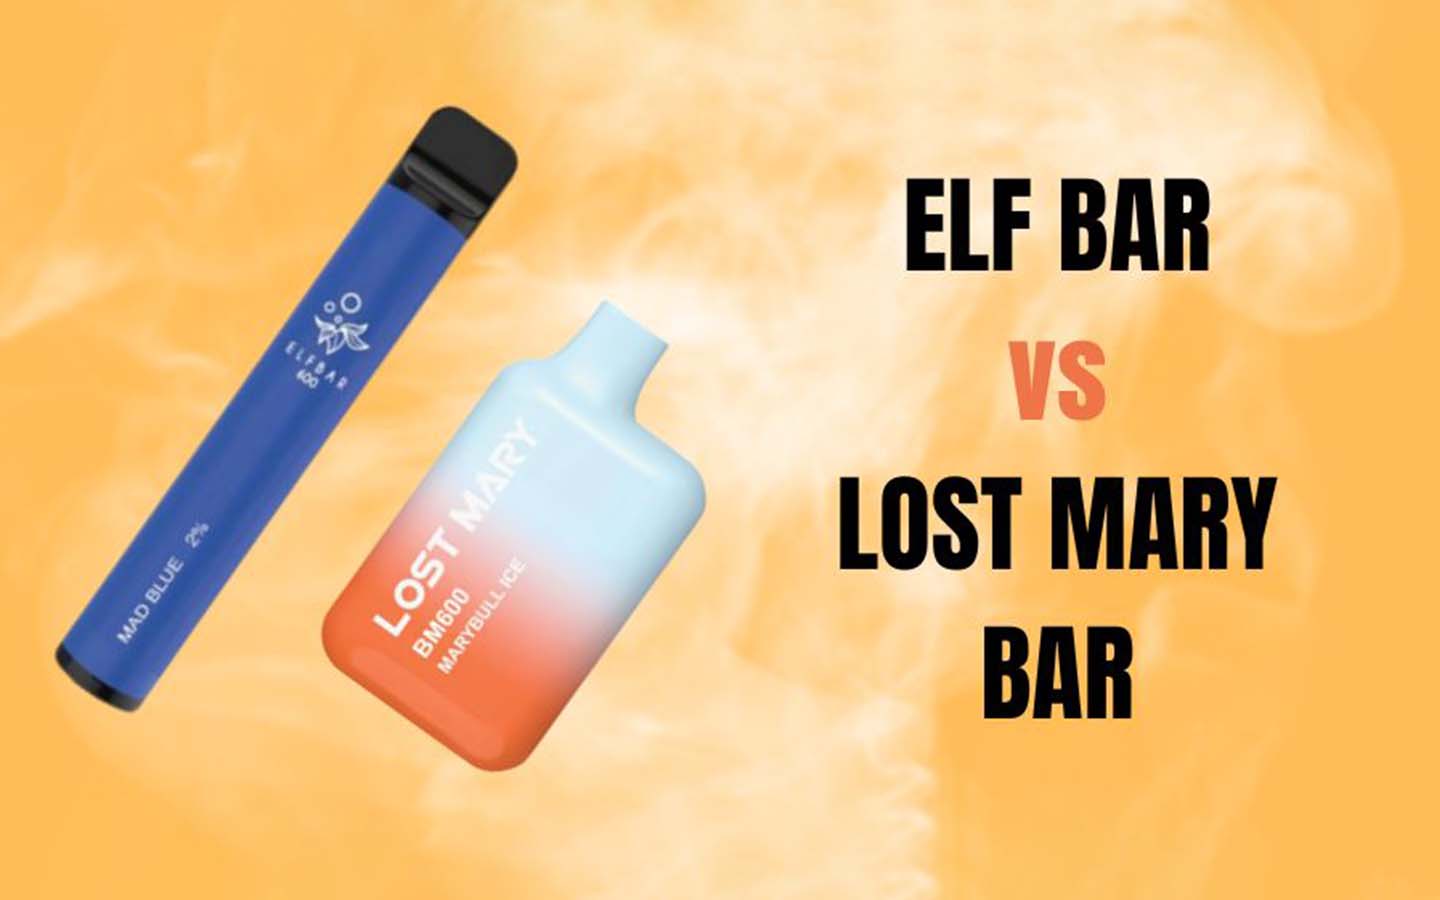 ELFBAR
600
MAD BLUE 2%
LOST MARY
BM600
MARYBULL ICE
ELF BAR
VS
LOST MARY
BAR